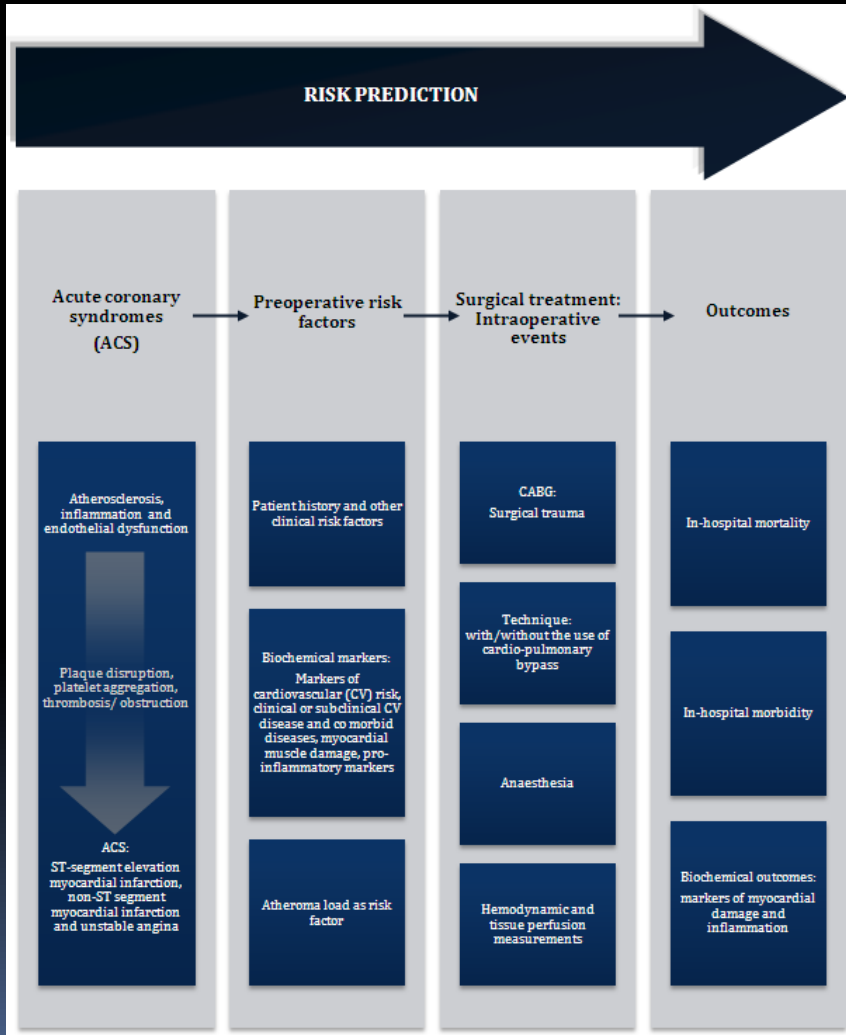 RISK PREDICTION
Acute coronary
syndromes
(ACS)
Preoperative risk
factors
Surgical treatment:
Intraoperative
events
Outcomes
Atherosclerosis,
inflammation and
endothelial dysfunction
Plaque disruption,
platelet aggregation,
thrombosis/ obstruction
ACS:
ST-segment elevation
myocardial infarction,
non-ST segment
myocardial infarction
and unstable angina
Patient history and other
clinical risk factors
Biochemical markers:
Markers of
cardiovascular (CV) risk,
clinical or subclinical CV
disease and co morbid
diseases, myocardial
muscle damage, pro-
inflammatory markers
Atheroma load as risk
factor
CABG:
Surgical trauma
Technique:
with/without the use of
cardio-pulmonary
bypass
Anaesthesia
Hemodynamic and
tissue perfusion
measurements
In-hospital mortality
In-hospital morbidity
Biochemical outcomes:
markers of myocardial
damage and
inflammation